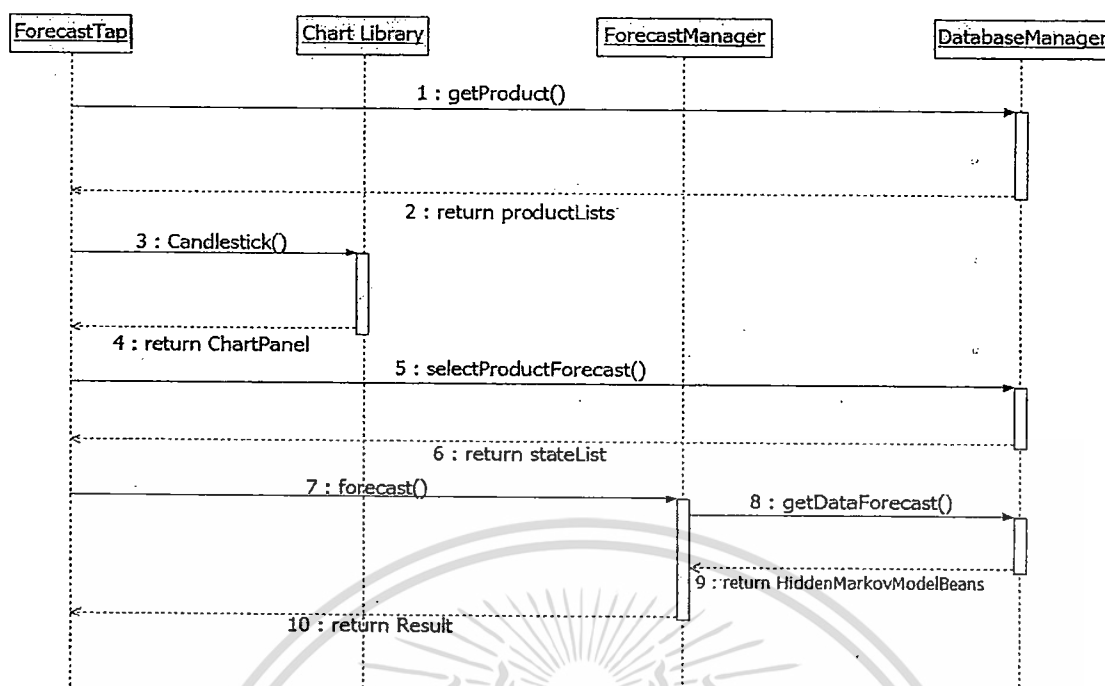 ForecastTap
Chart Library
ForecastManager
DatabaseManager
1 : getProduct()
2 : return productLists
3 : Candlestick()
4 : return ChartPanel
5 : selectProductForecast()
6 : return stateList
7 : forecast()
8 : getDataForecast()
9 : return HiddenMarkovModelBeans
10 : return Result